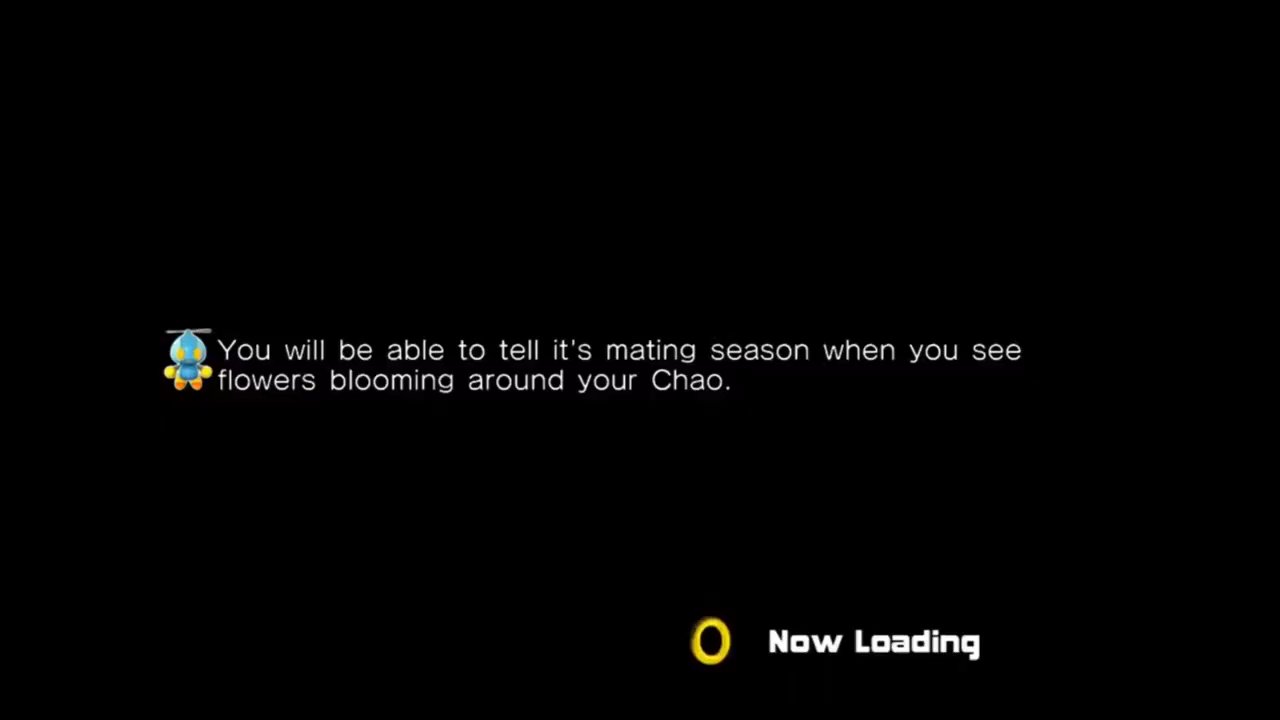 You will be able to tell it's mating season when you see
flowers blooming around your Chao.
Now Loading